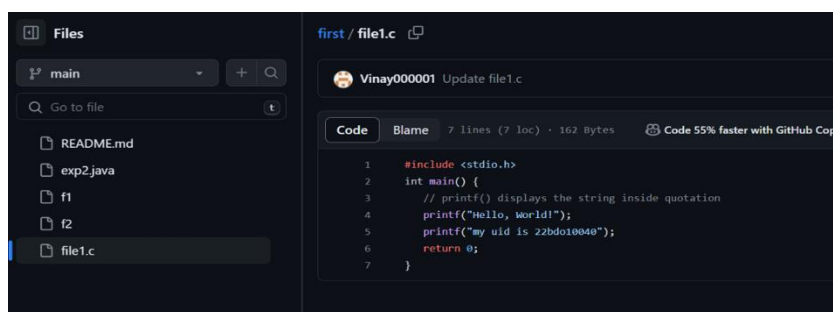 Files
main
Go to file
t
README.md
exp2.java
f1
f2
file1.c
first / file1.c
Vinay000001 Update file1.c
Code Blame 7 lines (7 loc) · 162 Bytes Code 55% faster with GitHub Cop
1 #include <stdio.h>
2 int main() {
3 // printf() displays the string inside quotation
4 printf("Hello, World!");
5 printf("my uid is 22bdo10040");
6 return 0;
7 }